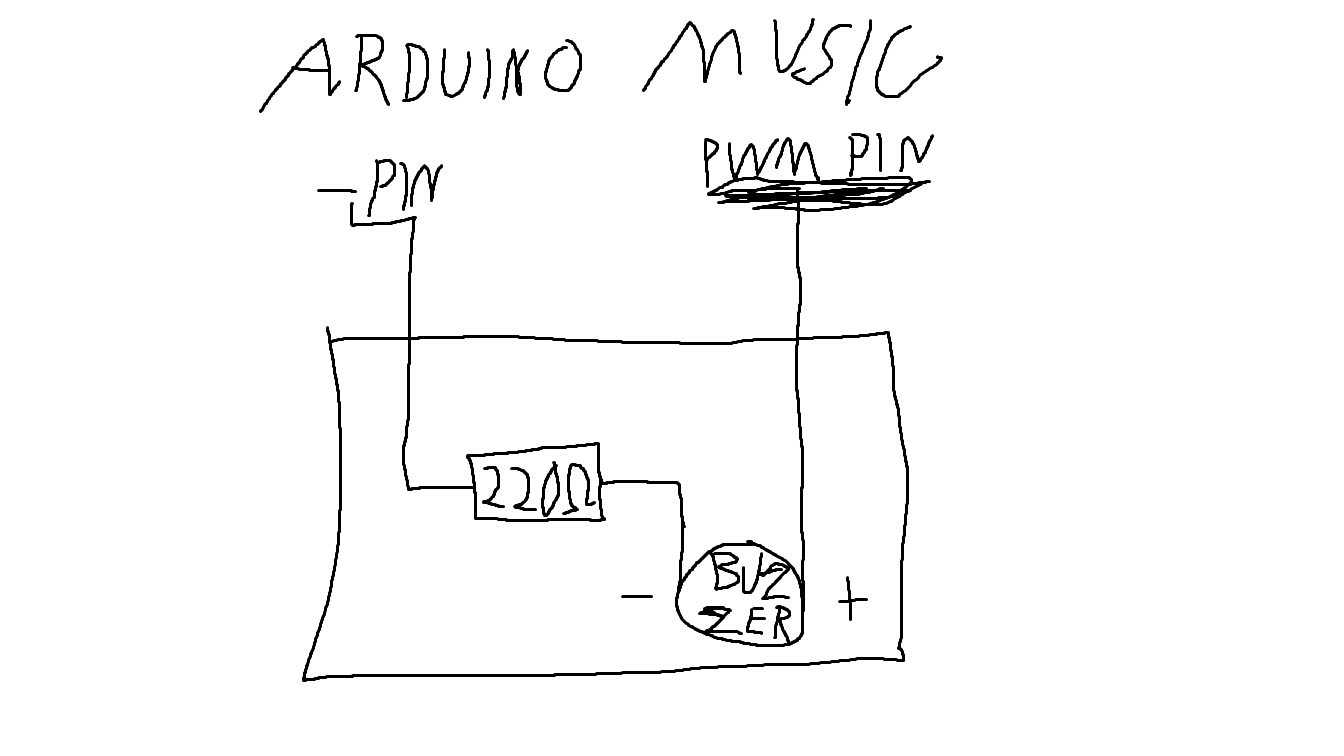 ARDUINO MUSIC
-PIN
PWM PIN
220Ω
BUZ
ZER
- +